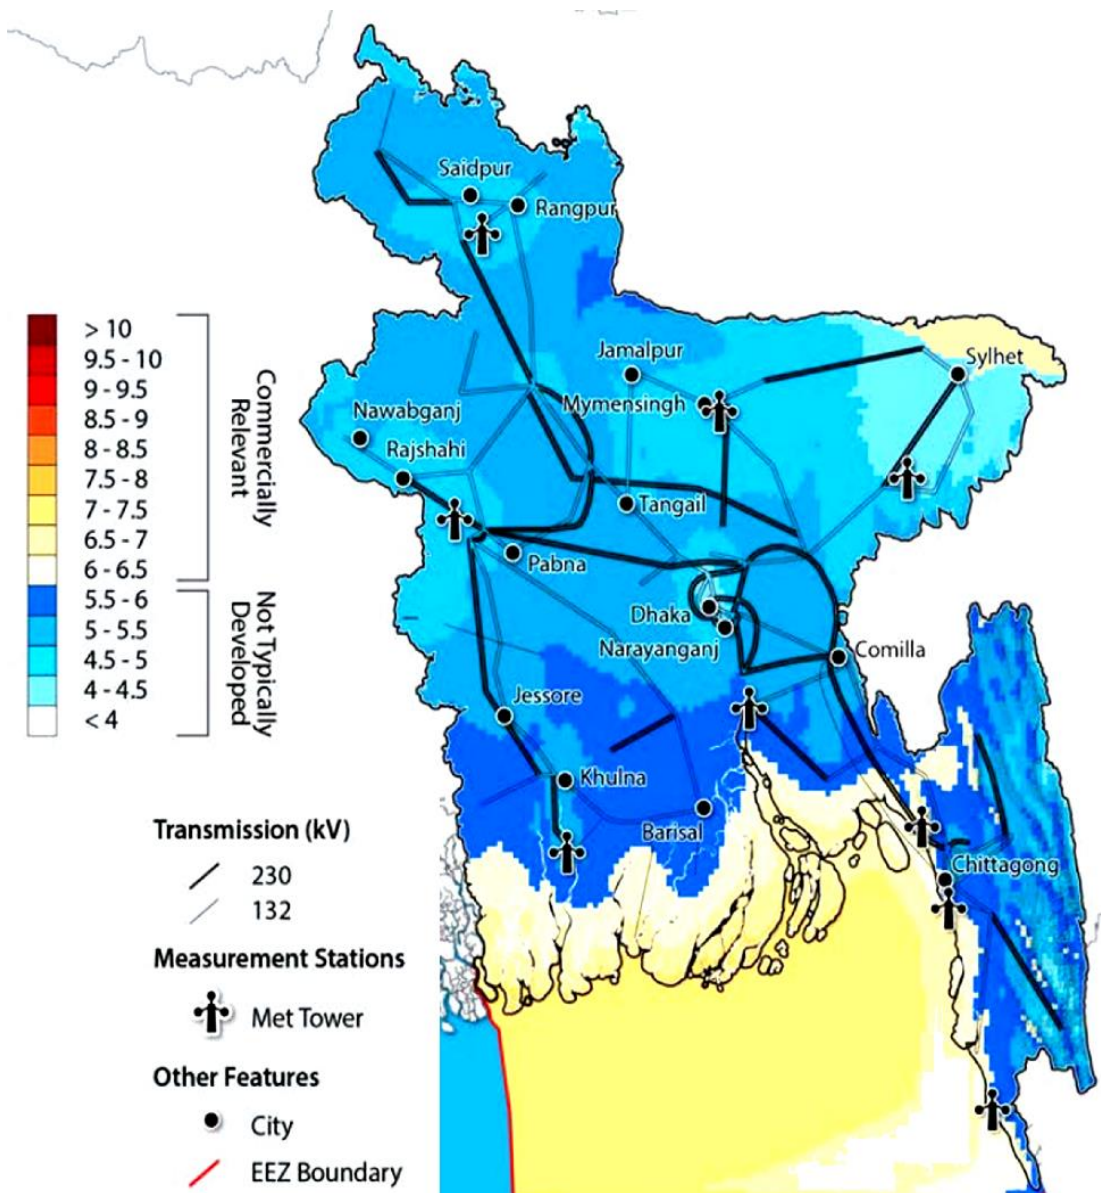 Saidpur
Rangpur
Jamalpur
Sylhet
Mymensingh
Nawabganj
Rajshahi
Tangail
Pabna
Dhaka
Narayanganj
Comilla
Jessore
Khulna
Barisal
Chittagong
> 10
9.5 - 10
9 - 9.5
8.5 - 9
8 - 8.5
7.5 - 8
7 - 7.5
6.5 - 7
6 - 6.5
5.5 - 6
5 - 5.5
4.5 - 5
4 - 4.5
< 4
Commercially
Relevant
Not Typically
Developed
Transmission (kV)
230
132
Measurement Stations
Met Tower
Other Features
City
EEZ Boundary